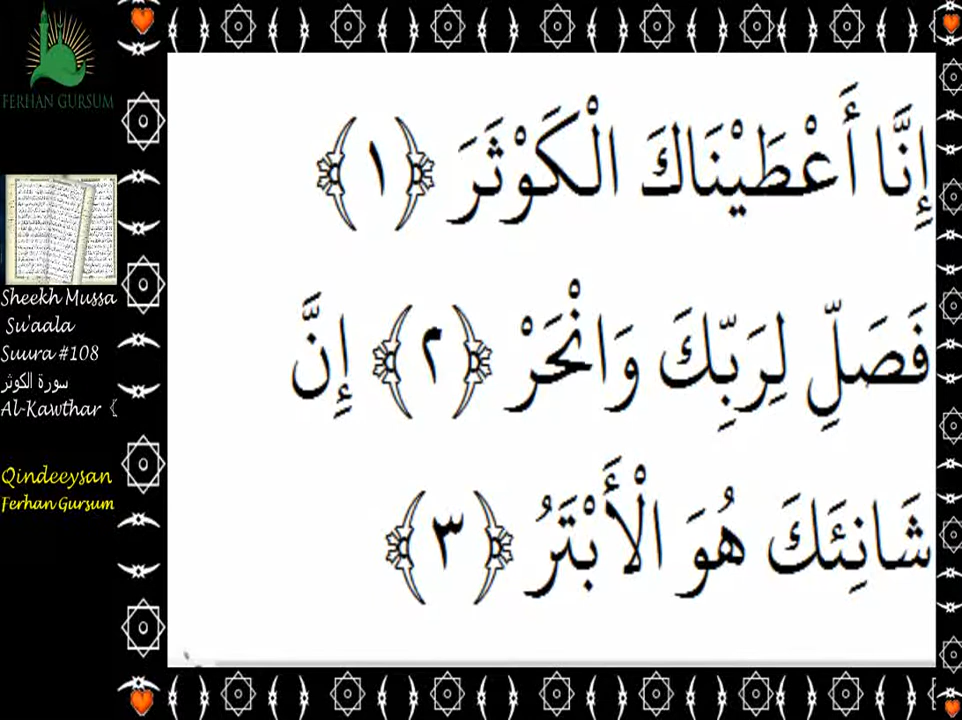 FERHAN GURSUM
Sheekh Mussa
Su'aala
Suura #108
سورة الكوثر
Al-Kawthar 《
Qindeeysan
Ferhan Gursum
إِنَّا أَعْطَيْنَاكَ الْكَوْثَرَ ﴿١﴾
فَصَلِّ لِرَبِّكَ وَانْحَرْ ﴿٢﴾ إِنَّ
شَانِئَكَ هُوَ الْأَبْتَرُ ﴿٣﴾